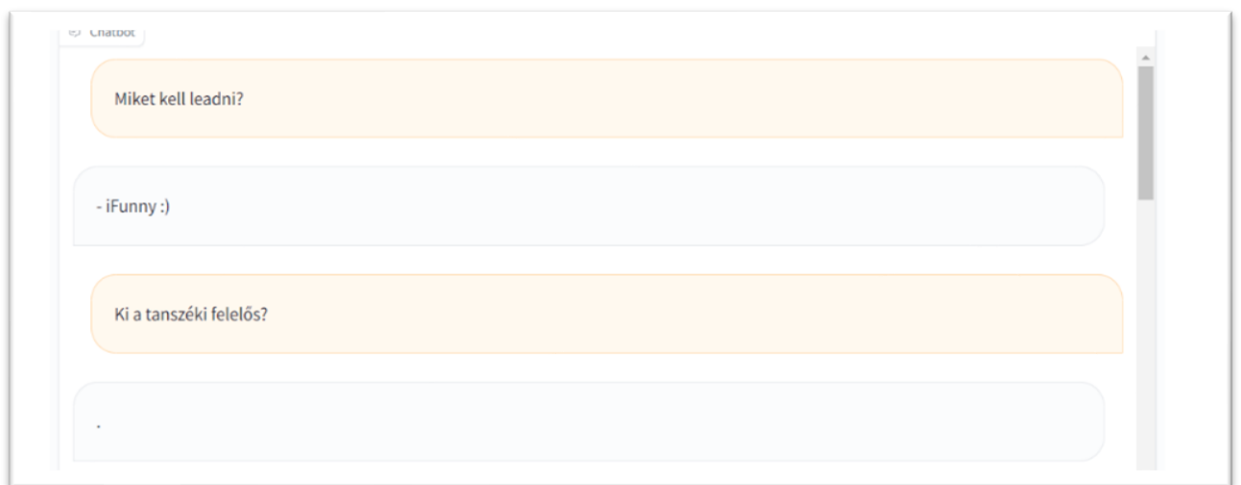 Chatbot
Miket kell leadni?
- iFunny :)
Ki a tanszéki felelős?
.